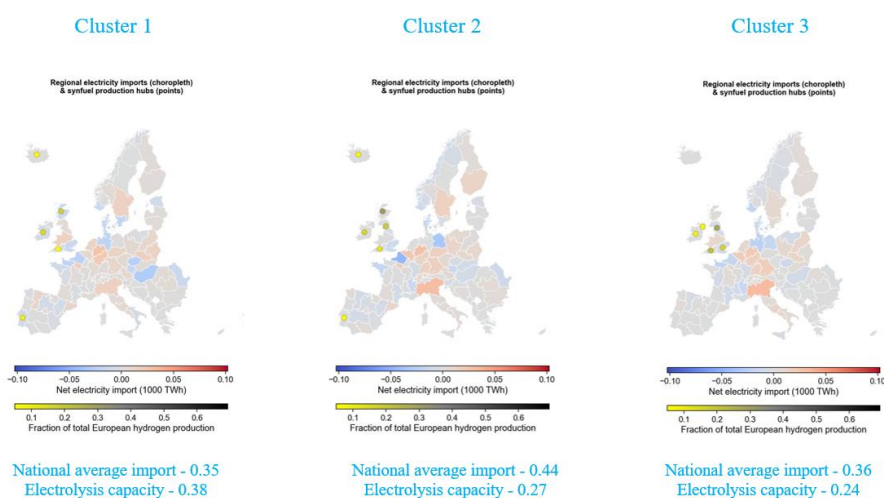 Cluster 1
Regional electricity imports (choropleth)
& synfuel production hubs (points)
−0.10 −0.05 0.00 0.05 0.10
Net electricity import (1000 TWh)
0.1 0.2 0.3 0.4 0.5 0.6
Fraction of total European hydrogen production
National average import - 0.35
Electrolysis capacity - 0.38
Cluster 2
Regional electricity imports (choropleth)
& synfuel production hubs (points)
−0.10 −0.05 0.00 0.05 0.10
Net electricity import (1000 TWh)
0.1 0.2 0.3 0.4 0.5 0.6
Fraction of total European hydrogen production
National average import - 0.44
Electrolysis capacity - 0.27
Cluster 3
Regional electricity imports (choropleth)
& synfuel production hubs (points)
−0.10 −0.05 0.00 0.05 0.10
Net electricity import (1000 TWh)
0.1 0.2 0.3 0.4 0.5 0.6
Fraction of total European hydrogen production
National average import - 0.36
Electrolysis capacity - 0.24